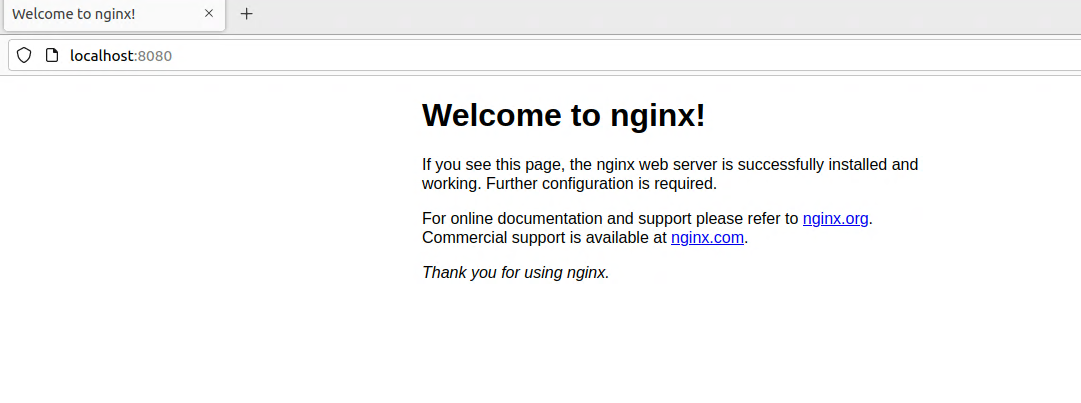 Welcome to nginx!
localhost:8080
Welcome to nginx!
If you see this page, the nginx web server is successfully installed and
working. Further configuration is required.
For online documentation and support please refer to nginx.org.
Commercial support is available at nginx.com.
Thank you for using nginx.